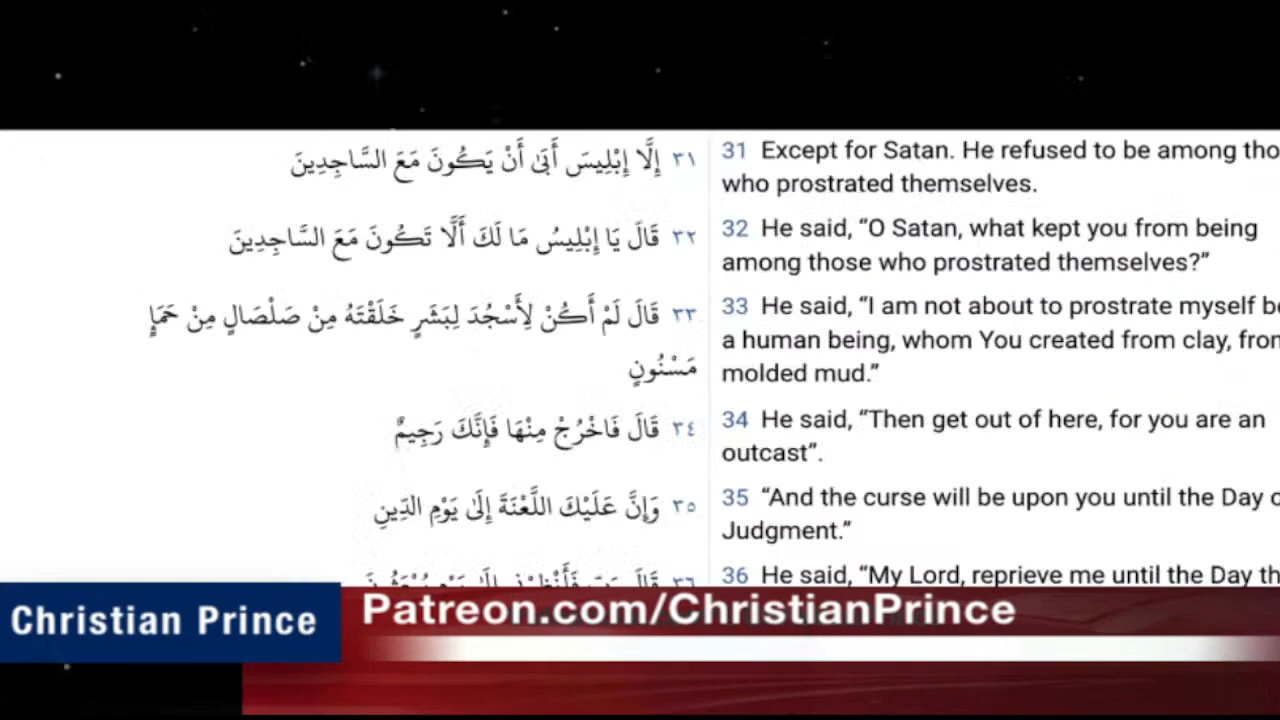 ٣١ إِلَّا إِبْلِيسَ أَبَىٰ أَنْ يَكُونَ مَعَ السَّاجِدِينَ
31 Except for Satan. He refused to be among tho
who prostrated themselves.
٣٢ قَالَ يَا إِبْلِيسُ مَا لَكَ أَلَّا تَكُونَ مَعَ السَّاجِدِينَ
32 He said, “O Satan, what kept you from being
among those who prostrated themselves?”
٣٣ قَالَ لَمْ أَكُنْ لِأَسْجُدَ لِبَشَرٍ خَلَقْتَهُ مِنْ صَلْصَالٍ مِنْ حَمَإٍ
مَسْنُونٍ
33 He said, “I am not about to prostrate myself be
a human being, whom You created from clay, from
molded mud.”
٣٤ قَالَ فَاخْرُجْ مِنْهَا فَإِنَّكَ رَجِيمٌ
34 He said, “Then get out of here, for you are an
outcast”.
٣٥ وَإِنَّ عَلَيْكَ اللَّعْنَةَ إِلَىٰ يَوْمِ الدِّينِ
35 “And the curse will be upon you until the Day o
Judgment.”
36 He said, “My Lord, reprieve me until the Day th
Christian Prince
Patreon.com/ChristianPrince